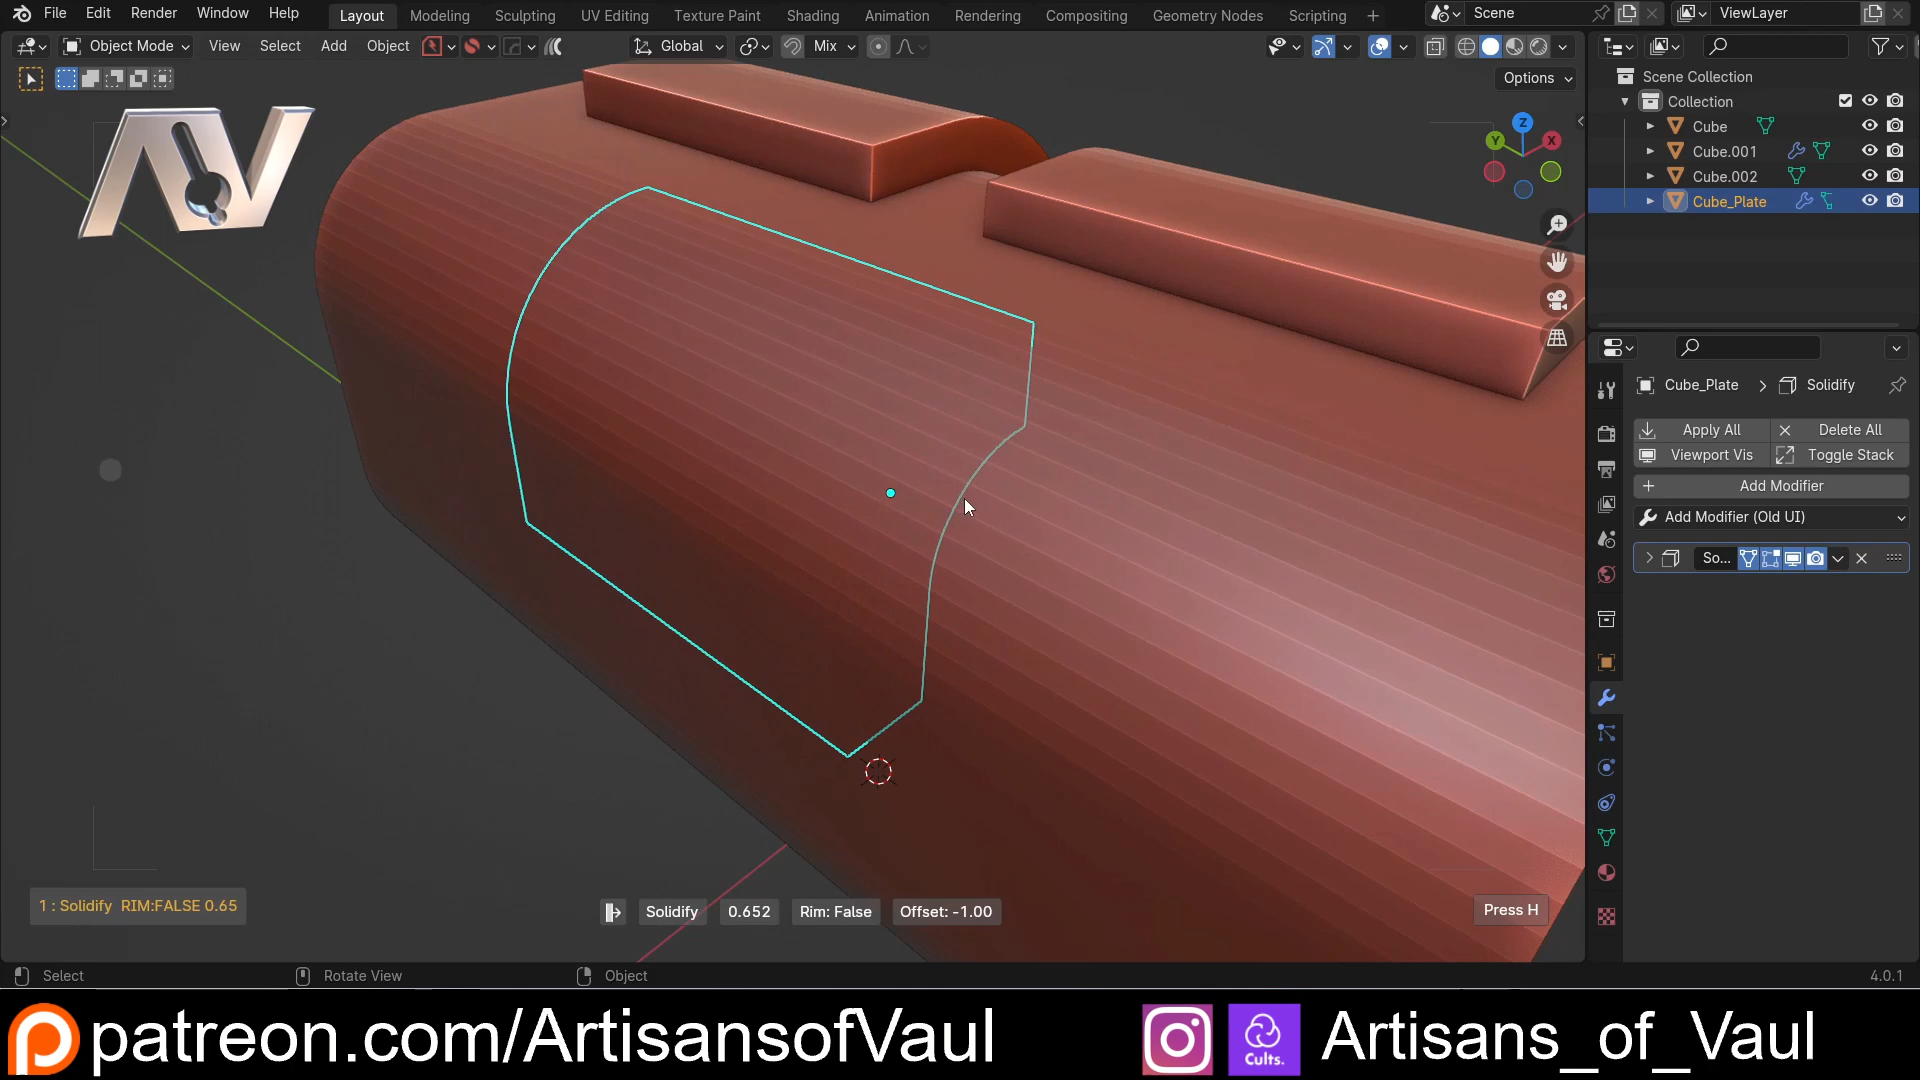 File Edit Render Window Help Layout Modeling Sculpting UV Editing Texture Paint Shading Animation Rendering Compositing Geometry Nodes Scripting + Scene ViewLayer
Object Mode View Select Add Object Global Mix
Options
Scene Collection
Collection
Cube
Cube.001
Cube.002
Cube_Plate
AV
Z
Y
X
Cube_Plate > Solidify
Apply All Delete All
Viewport Vis Toggle Stack
Add Modifier
Add Modifier (Old UI)
So...
1 : Solidify RIM:FALSE 0.65
Solidify 0.652 Rim: False Offset: -1.00
Press H
Select Rotate View Object 4.0.1
patreon.com/ArtisansofVaul
Cults.
Artisans_of_Vaul